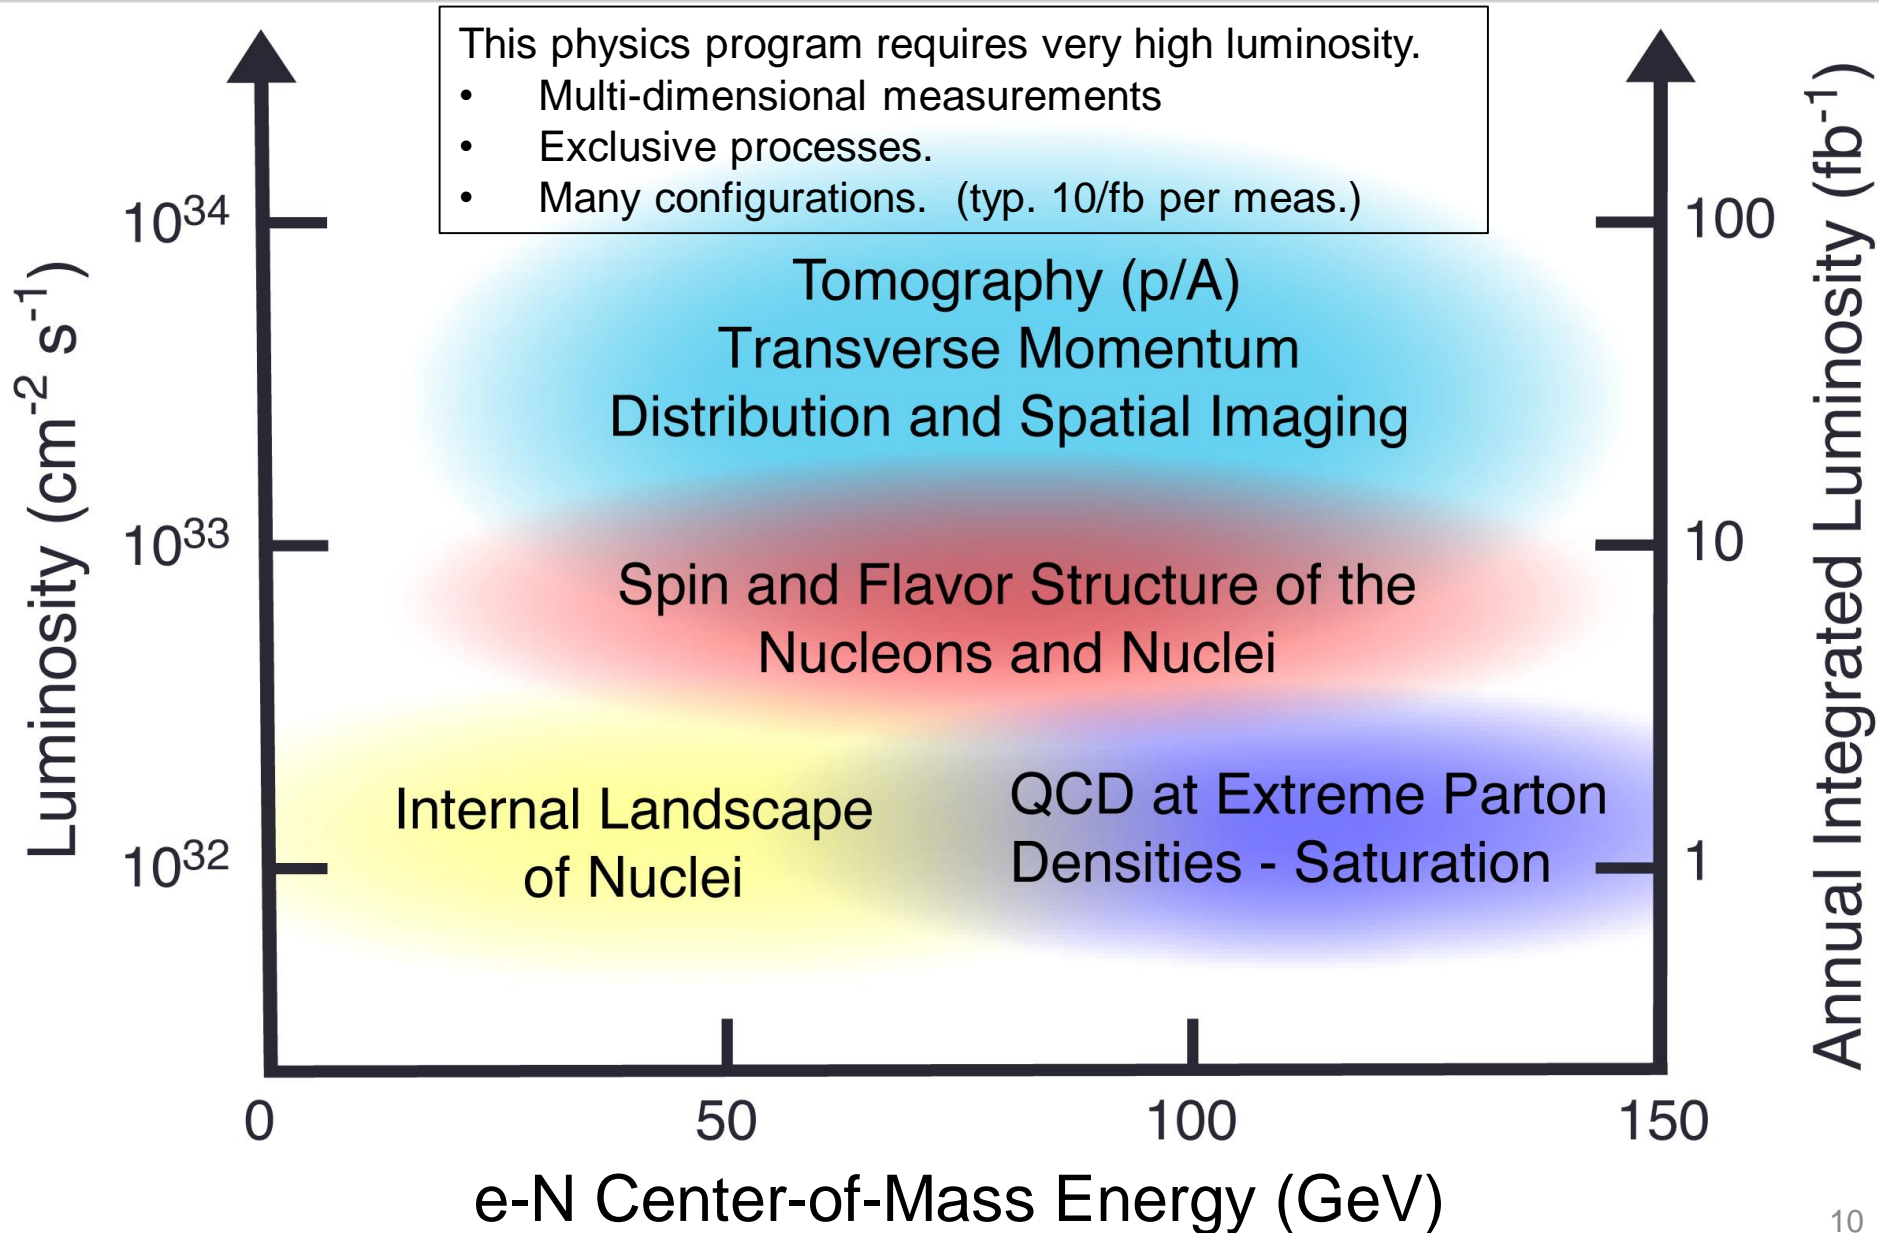 This physics program requires very high luminosity.
• Multi-dimensional measurements
• Exclusive processes.
• Many configurations. (typ. 10/fb per meas.)
Luminosity (cm⁻² s⁻¹)
10³⁴
10³³
10³²
Tomography (p/A)
Transverse Momentum
Distribution and Spatial Imaging
Spin and Flavor Structure of the
Nucleons and Nuclei
Internal Landscape
of Nuclei
QCD at Extreme Parton
Densities - Saturation
100
10
1
Annual Integrated Luminosity (fb⁻¹)
0
50
100
150
e-N Center-of-Mass Energy (GeV)
10